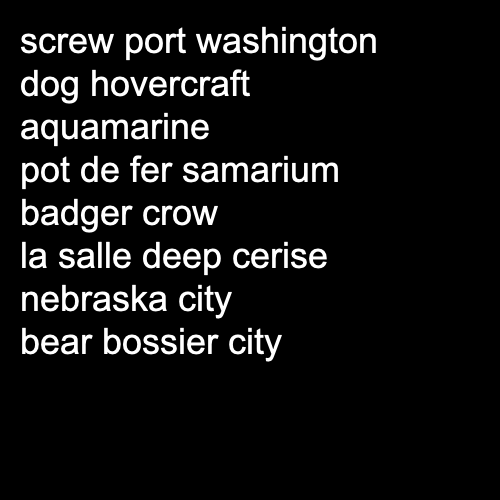 screw port washington
dog hovercraft
aquamarine
pot de fer samarium
badger crow
la salle deep cerise
nebraska city
bear bossier city